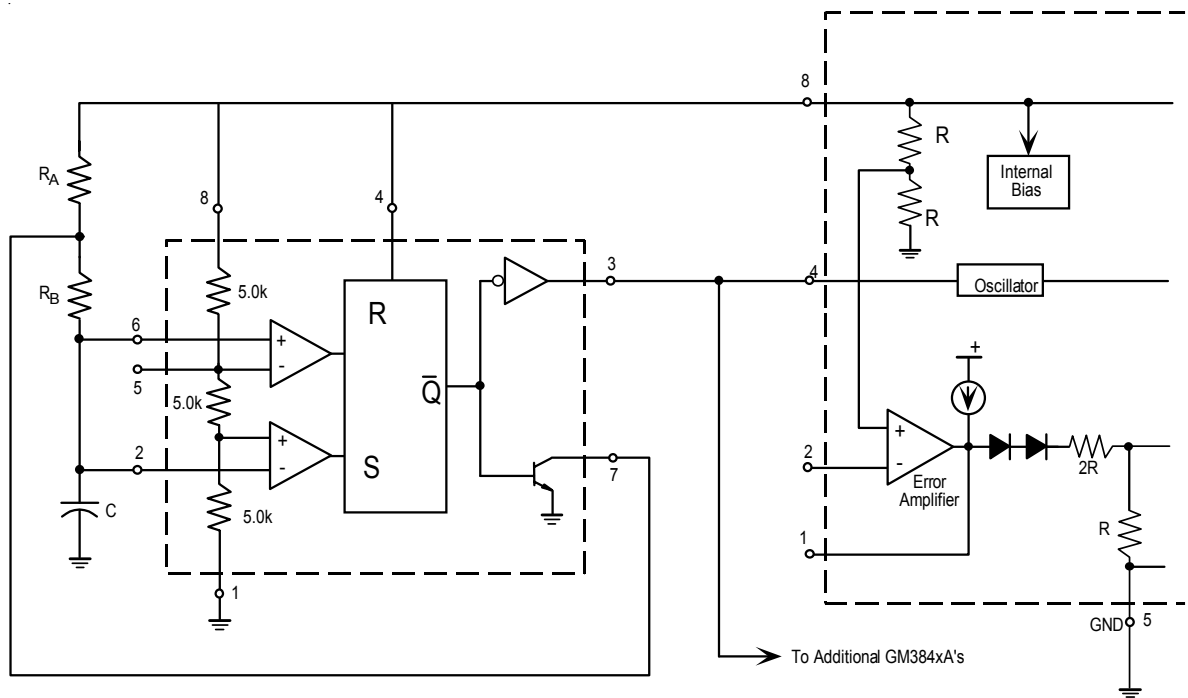 8
R
Internal
Bias
R
RA
8
4
RB
5.0k
6
5
5.0k
2
C
5.0k
1
+
-
+
-
R
S
Q̅
3
7
4
Oscillator
+
2
+
-
Error
Amplifier
2R
1
R
GND 5
To Additional GM384xA's